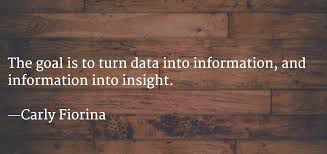 The goal is to turn data into information, and
information into insight.
—Carly Fiorina